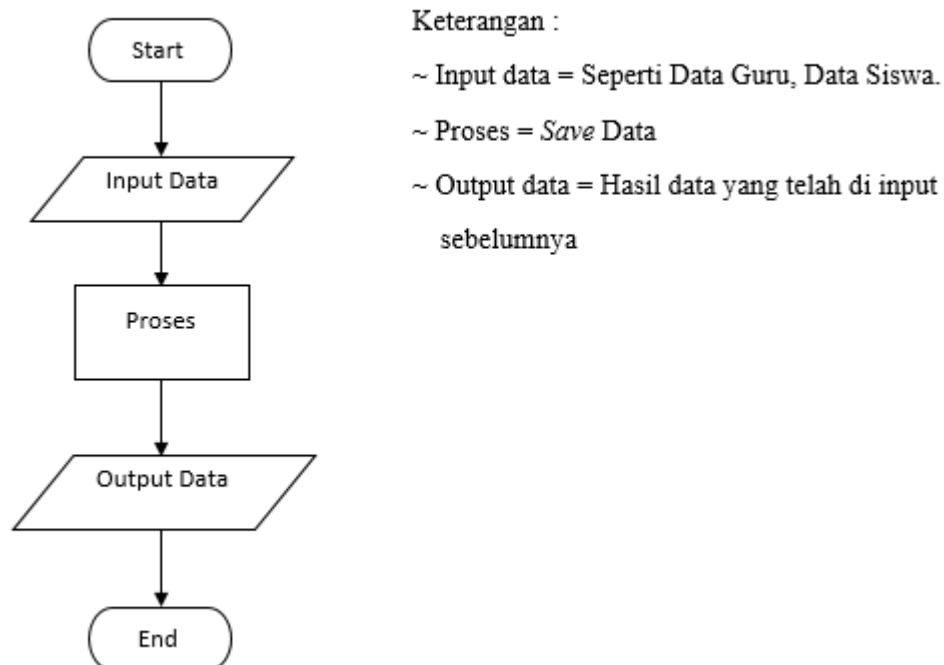 Start
Input Data
Proses
Output Data
End
Keterangan :
~ Input data = Seperti Data Guru, Data Siswa.
~ Proses = Save Data
~ Output data = Hasil data yang telah di input
sebelumnya